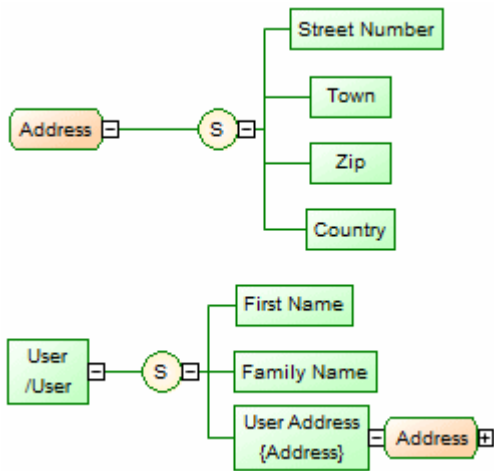 Street Number
Town
Address
S
Zip
Country
First Name
User
/User
S
Family Name
User Address
{Address}
Address